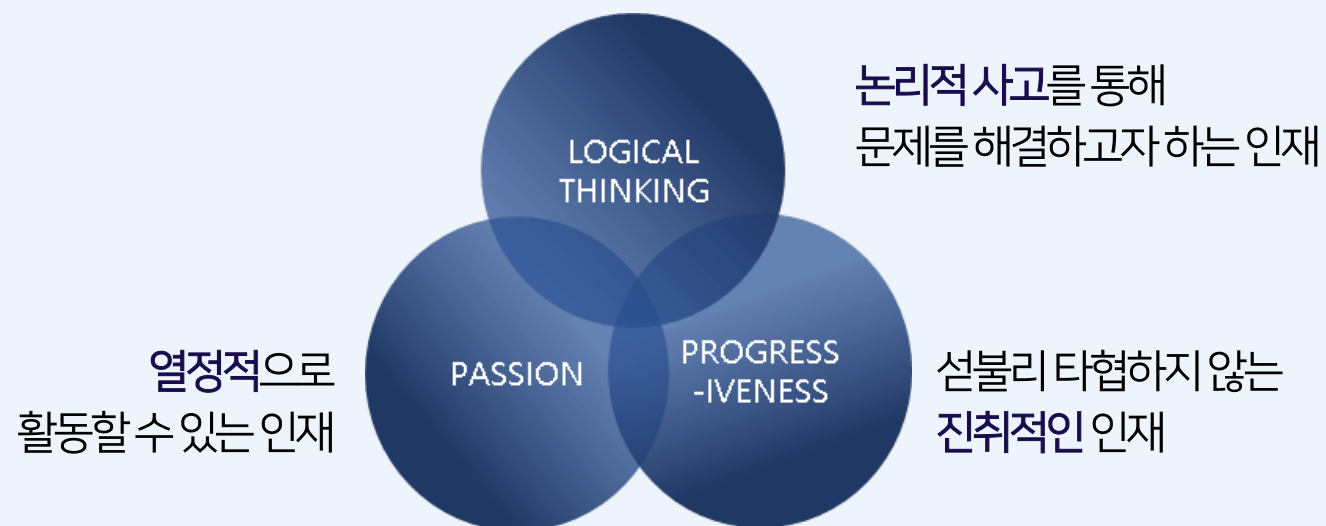 논리적 사고를 통해
문제를 해결하고자 하는 인재
LOGICAL
THINKING
열정적으로
활동할 수 있는 인재
PASSION
PROGRESS
-IVENESS
섣불리 타협하지 않는
진취적인 인재